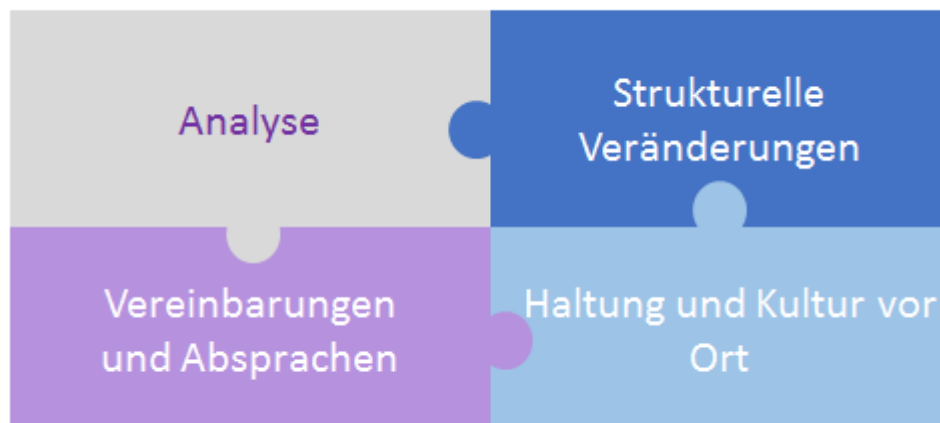 Analyse
Strukturelle
Veränderungen
Vereinbarungen
und Absprachen
Haltung und Kultur vor
Ort